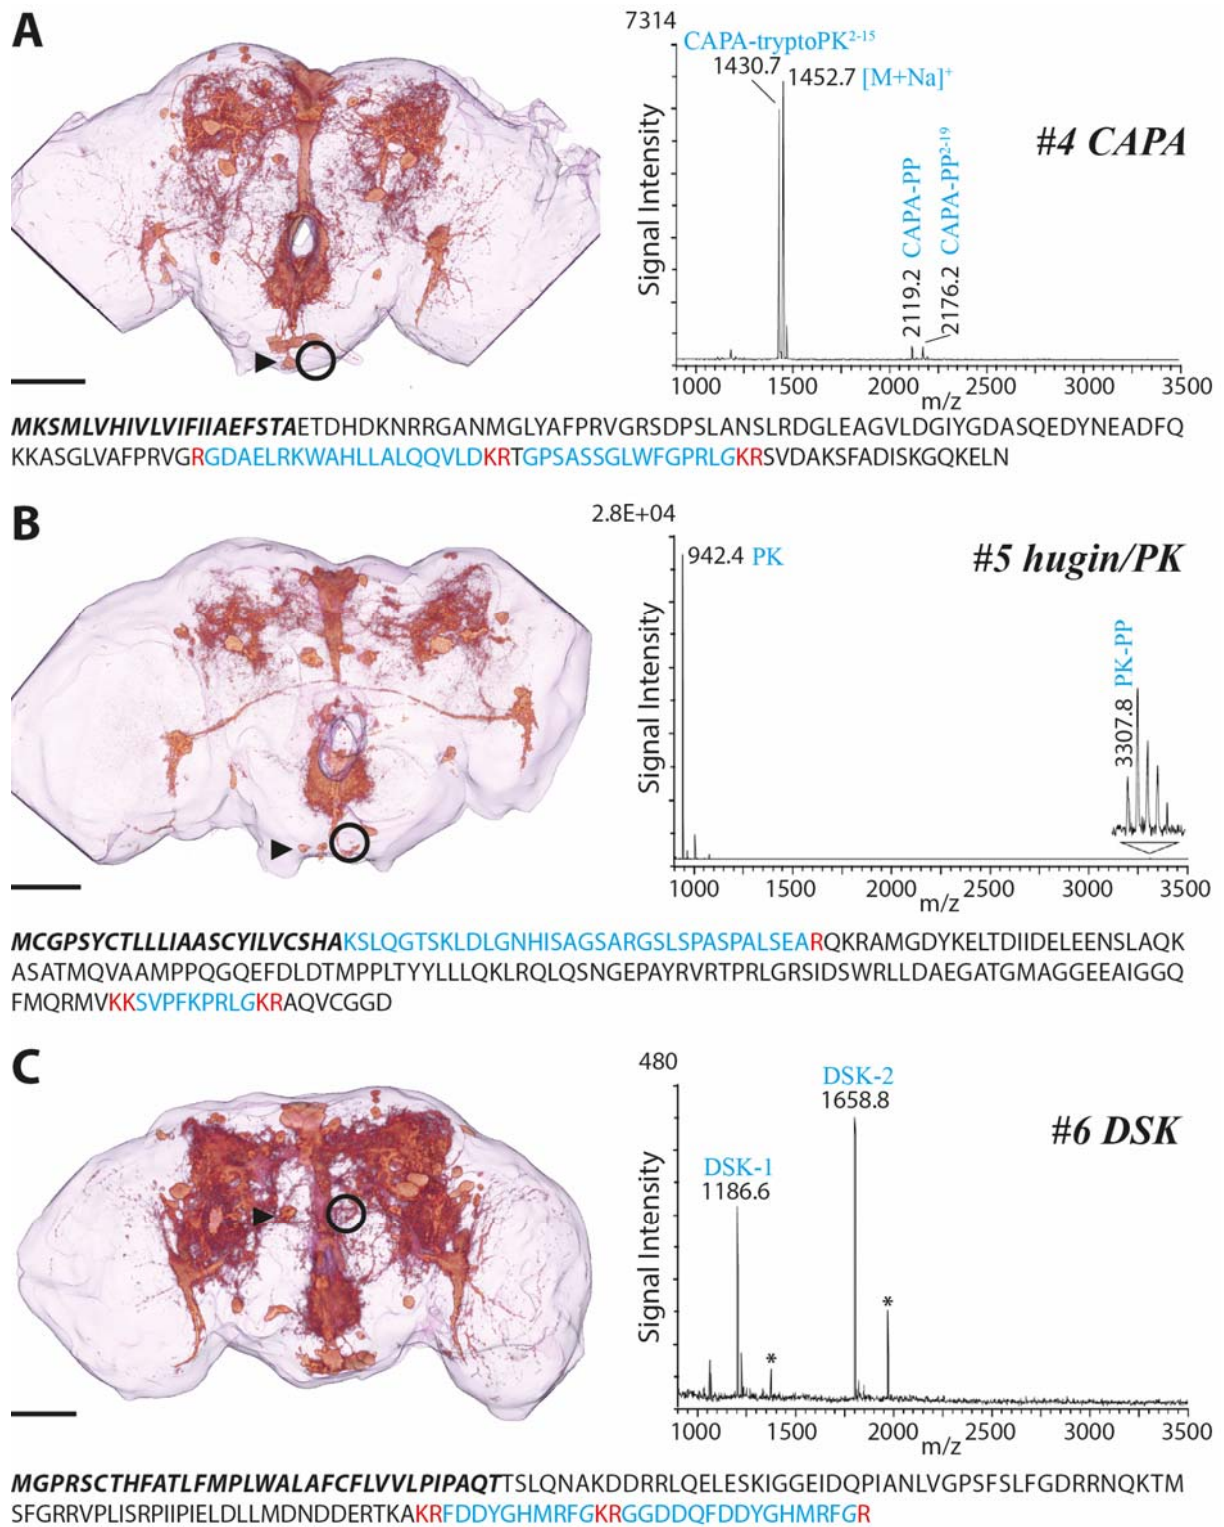 A
7314
CAPA-tryptoPK2-15
1430.7
1452.7 [M+Na]+
CAPA-PP
2119.2
CAPA-PP2-19
2176.2
#4 CAPA
Signal Intensity
1000 1500 2000 2500 3000 3500
m/z
MKSMLVHIVLVIFIIAEFSTAETDHDKNRRGANMGLYAFPRVGRSDPSLANSLRDGLEAGVLDGIYGDASQEDYNEADFQ
KKASGLVAFPRVGRGDAELRKWAHLLALQQVLDKRTGPSASSGLWFGPRLGKRSVDAKSFADISKGQKELN
B
2.8E+04
942.4 PK
#5 hugin/PK
3307.8 PK-PP
Signal Intensity
1000 1500 2000 2500 3000 3500
m/z
MCGPSYCTLLLIAASCYILVCSHAKSLQGTSKLDLGNHISAGSARGSLSPASPALSEARQKRAMGDYKELTDIIDELEENSLAQK
ASATMQVAAMPPQGQEFDLDTMPPLTYYLLLQKLRQLQSNGEPAYRVRTPRLGRSIDSWRLLDAEGATGMAGGEEAIGGQ
FMQRMVKKSVPFKPRLGKRAQVCGGD
C
480
DSK-2
1658.8
#6 DSK
DSK-1
1186.6
*
*
Signal Intensity
1000 1500 2000 2500 3000 3500
m/z
MGPRSCTHFATLFMPLWALAFCFLVVLPIPAQTTSLQNAKDDRRLQELESKIGGEIDQPIANLVGPSFSLFGDRRNQKTM
SFGRRVPLISRPIIPIELDLLMDNDDERTKAKRFDDYGHMRFGKRGGDDQFDDYGHMRFGR